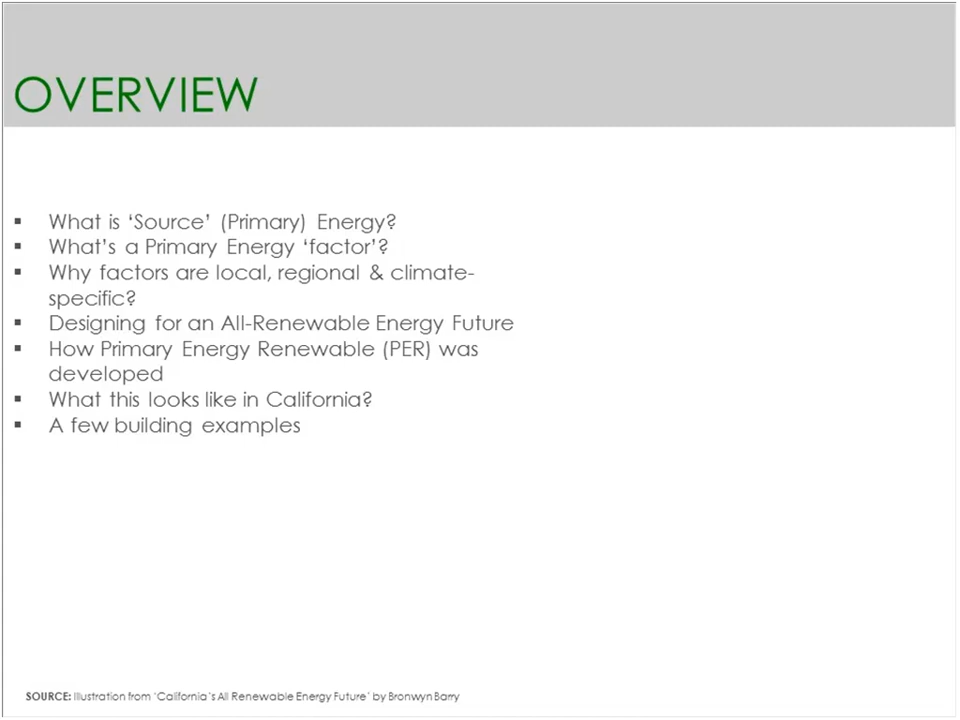 OVERVIEW
▪ What is ‘Source’ (Primary) Energy?
▪ What’s a Primary Energy ‘factor’?
▪ Why factors are local, regional & climate-
specific?
▪ Designing for an All-Renewable Energy Future
▪ How Primary Energy Renewable (PER) was
developed
▪ What this looks like in California?
▪ A few building examples
SOURCE: Illustration from ‘California’s All Renewable Energy Future’ by Bronwyn Barry